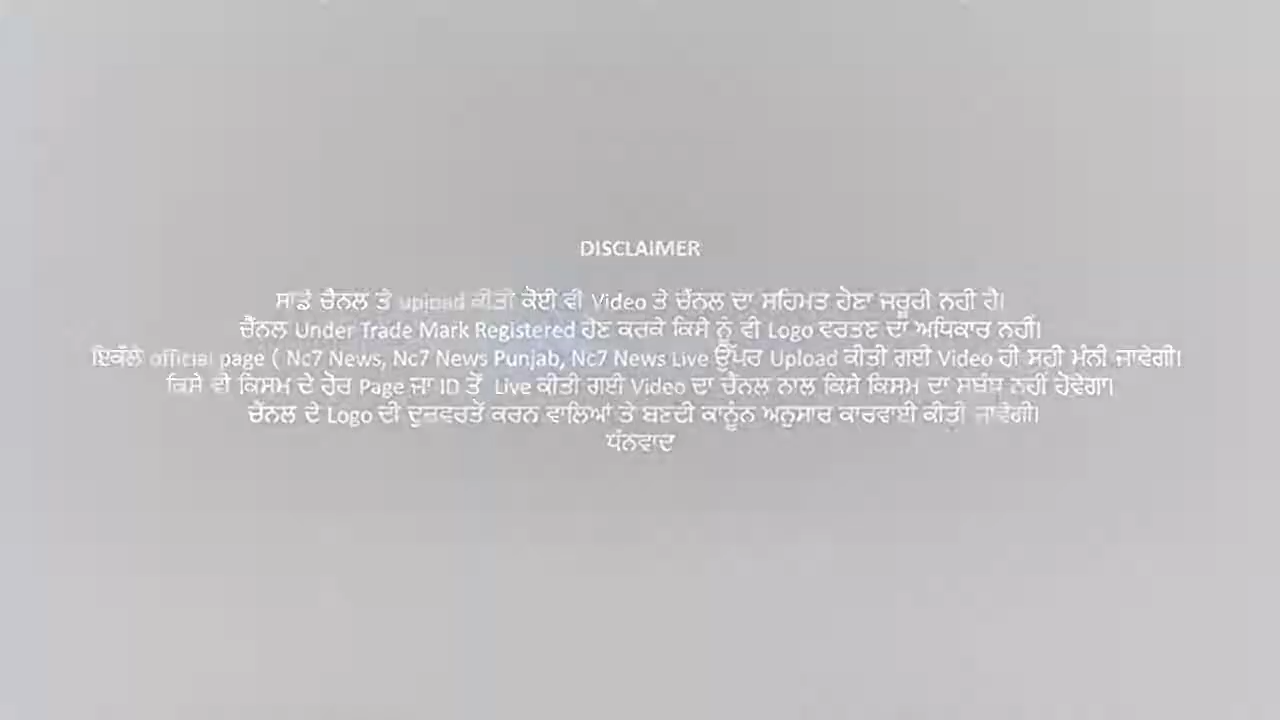 DISCLAIMER
ਸਾਡੇ ਚੈਨਲ ਤੇ upload ਕੀਤੀ ਕੋਈ ਵੀ Video ਤੇ ਚੈੱਨਲ ਦਾ ਸਹਿਮਤ ਹੋਣਾ ਜਰੂਰੀ ਨਹੀ ਹੈ।
ਚੈੱਨਲ Under Trade Mark Registered ਹੋਣ ਕਰਕੇ ਕਿਸੇ ਨੂੰ ਵੀ Logo ਵਰਤਣ ਦਾ ਅਧਿਕਾਰ ਨਹੀਂ।
ਇਕੱਲੇ official page ( Nc7 News, Nc7 News Punjab, Nc7 News Live ਉੱਪਰ Upload ਕੀਤੀ ਗਈ Video ਹੀ ਸਹੀ ਮੰਨੀ ਜਾਵੇਗੀ।
ਕਿਸੇ ਵੀ ਕਿਸਮ ਦੇ ਹੋਰ Page ਜਾ ID ਤੋਂ Live ਕੀਤੀ ਗਈ Video ਦਾ ਚੈੱਨਲ ਨਾਲ ਕਿਸੇ ਕਿਸਮ ਦਾ ਸਬੰਧ ਨਹੀਂ ਹੋਵੇਗਾ।
ਚੈੱਨਲ ਦੇ Logo ਦੀ ਦੁਰਵਰਤੋਂ ਕਰਨ ਵਾਲਿਆਂ ਤੇ ਬਣਦੀ ਕਾਨੂੰਨ ਅਨੁਸਾਰ ਕਾਰਵਾਈ ਕੀਤੀ ਜਾਵੇਗੀ।
ਧੰਨਵਾਦ